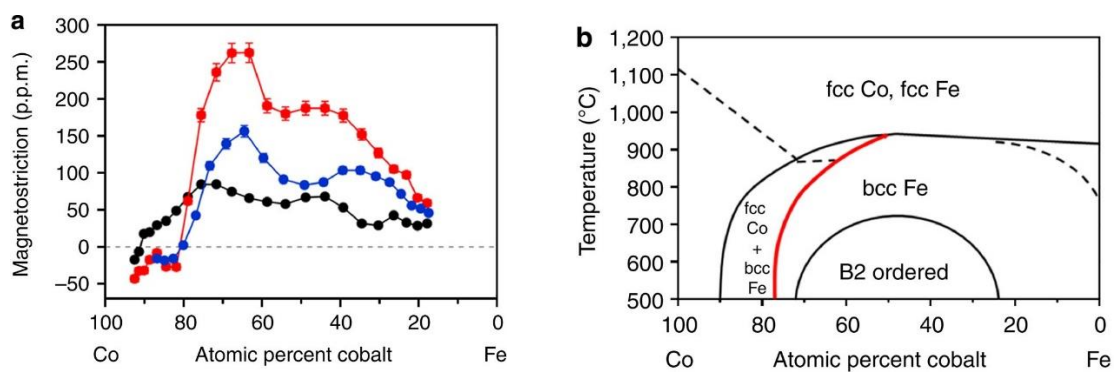 a
300
250
200
150
100
50
0
–50
Magnetostriction (p.p.m.)
100 80 60 40 20 0
Co Atomic percent cobalt Fe
b
1,200
1,100
1,000
900
800
700
600
500
Temperature (°C)
fcc Co, fcc Fe
bcc Fe
fcc
Co
+
bcc
Fe
B2 ordered
100 80 60 40 20 0
Co Atomic percent cobalt Fe